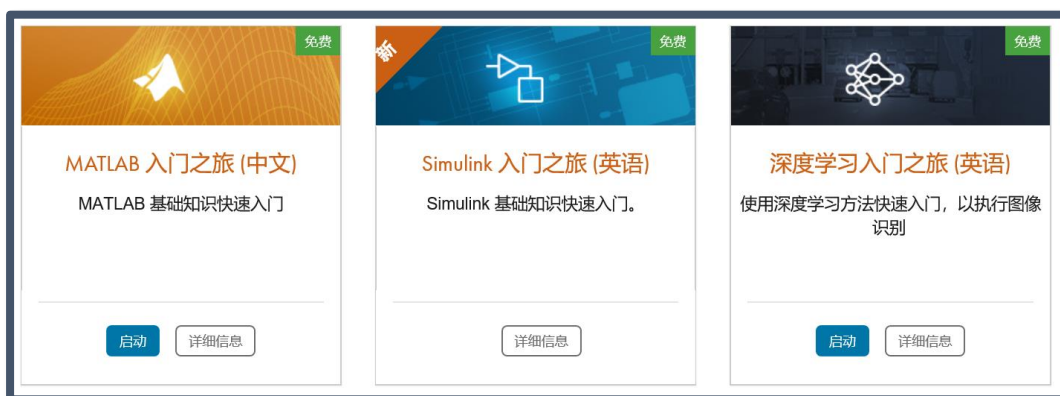 免费
MATLAB 入门之旅 (中文)
MATLAB 基础知识快速入门
启动
详细信息
新
免费
Simulink 入门之旅 (英语)
Simulink 基础知识快速入门。
详细信息
免费
深度学习入门之旅 (英语)
使用深度学习方法快速入门，以执行图像
识别
启动
详细信息